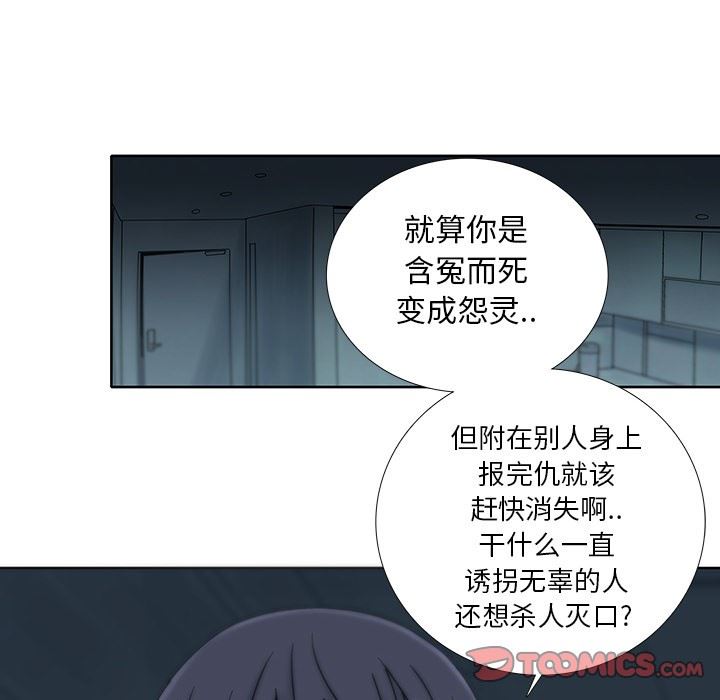 就算你是
含冤而死
变成怨灵..
但附在别人身上
报完仇就该
赶快消失啊..
干什么一直
诱拐无辜的人
还想杀人灭口?
TOOMICS.COM